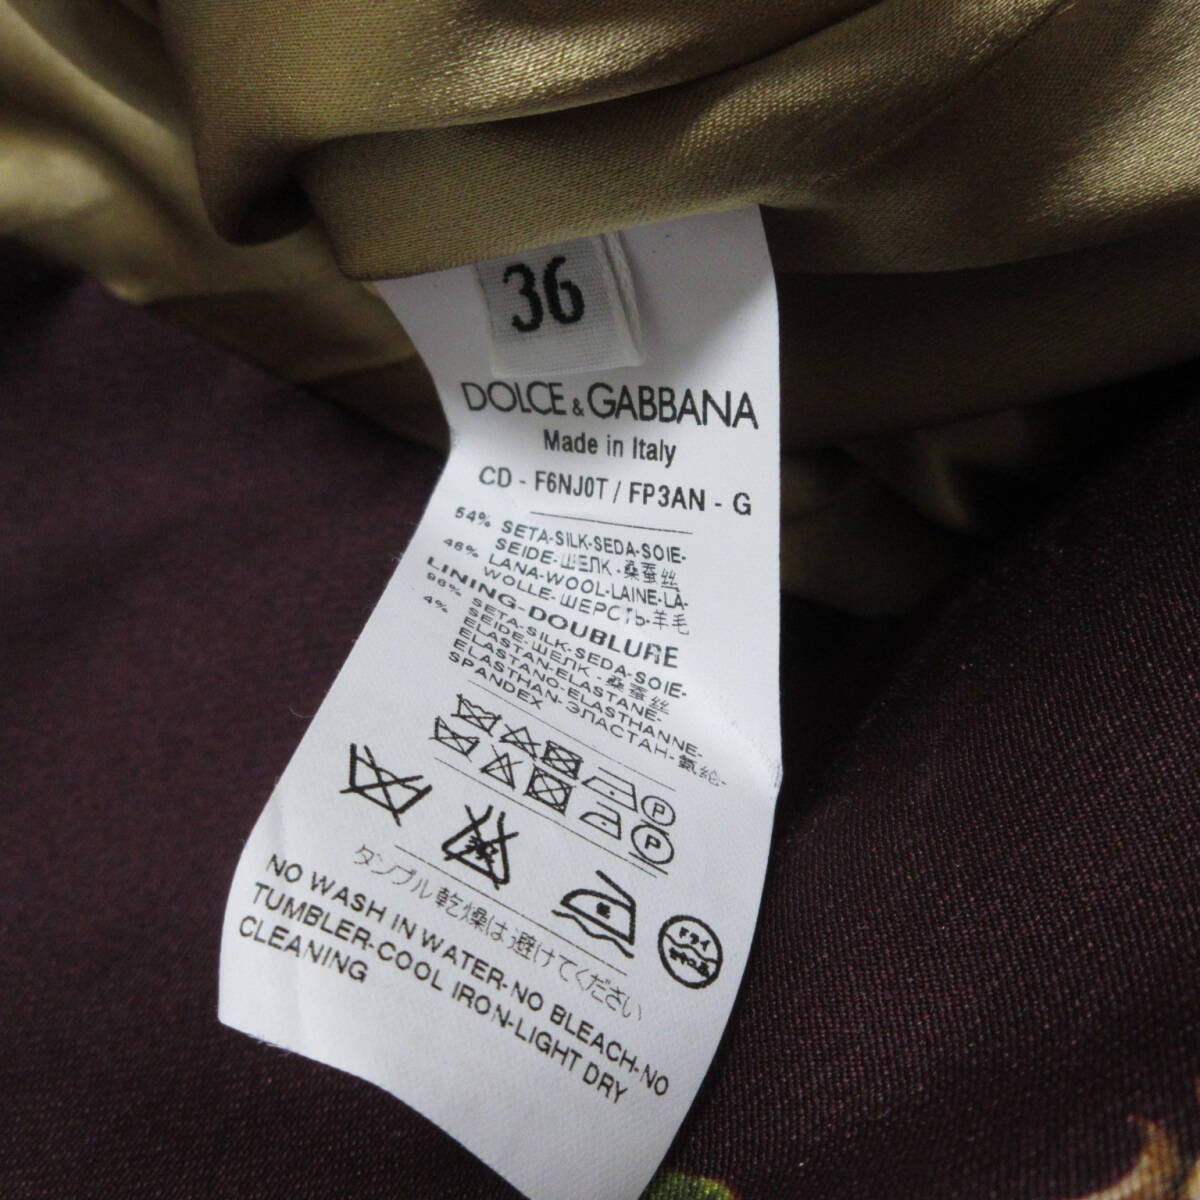 36
DOLCE & GABBANA
Made in Italy
CD - F6NJ0T / FP3AN - G
54% SETA-SILK-SEDA-SOIE-
SEIDE-ШЕЛК-桑蚕丝
46% LANA-WOOL-LAINE-LA-
WOLLE-ШЕРСТЬ-羊毛
LINING-DOUBLURE
96% SETA-SILK-SEDA-SOIE-
SEIDE-ШЕЛК-桑蚕丝
4% ELASTAN-ELASTANE-
ELASTANO-ELASTHANNE-
ELASTHAN-ЭЛАСТАН-氨纶-
SPANDEX
P
P
ドライ
タンブル乾燥は避けてください
NO WASH IN WATER-NO BLEACH-NO
TUMBLER-COOL IRON-LIGHT DRY
CLEANING